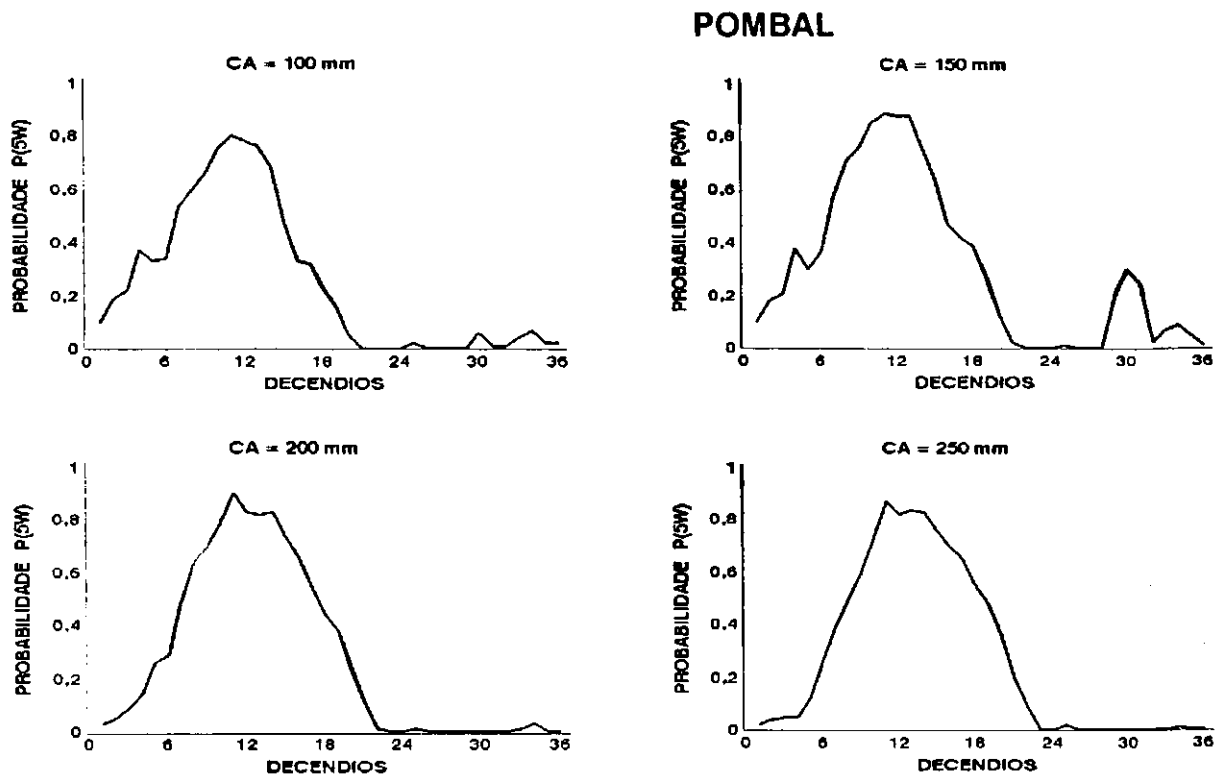 POMBAL
CA = 100 mm
PROBABILIDADE P(5W)
1
0,8
0,6
0,4
0,2
0
0 6 12 18 24 30 36
DECENDIOS
CA = 150 mm
PROBABILIDADE P(5W)
1
0,8
0,6
0,4
0,2
0
0 6 12 18 24 30 36
DECENDIOS
CA = 200 mm
PROBABILIDADE P(5W)
1
0,8
0,6
0,4
0,2
0
0 6 12 18 24 30 36
DECENDIOS
CA = 250 mm
PROBABILIDADE P(5W)
1
0,8
0,6
0,4
0,2
0
0 6 12 18 24 30 36
DECENDIOS